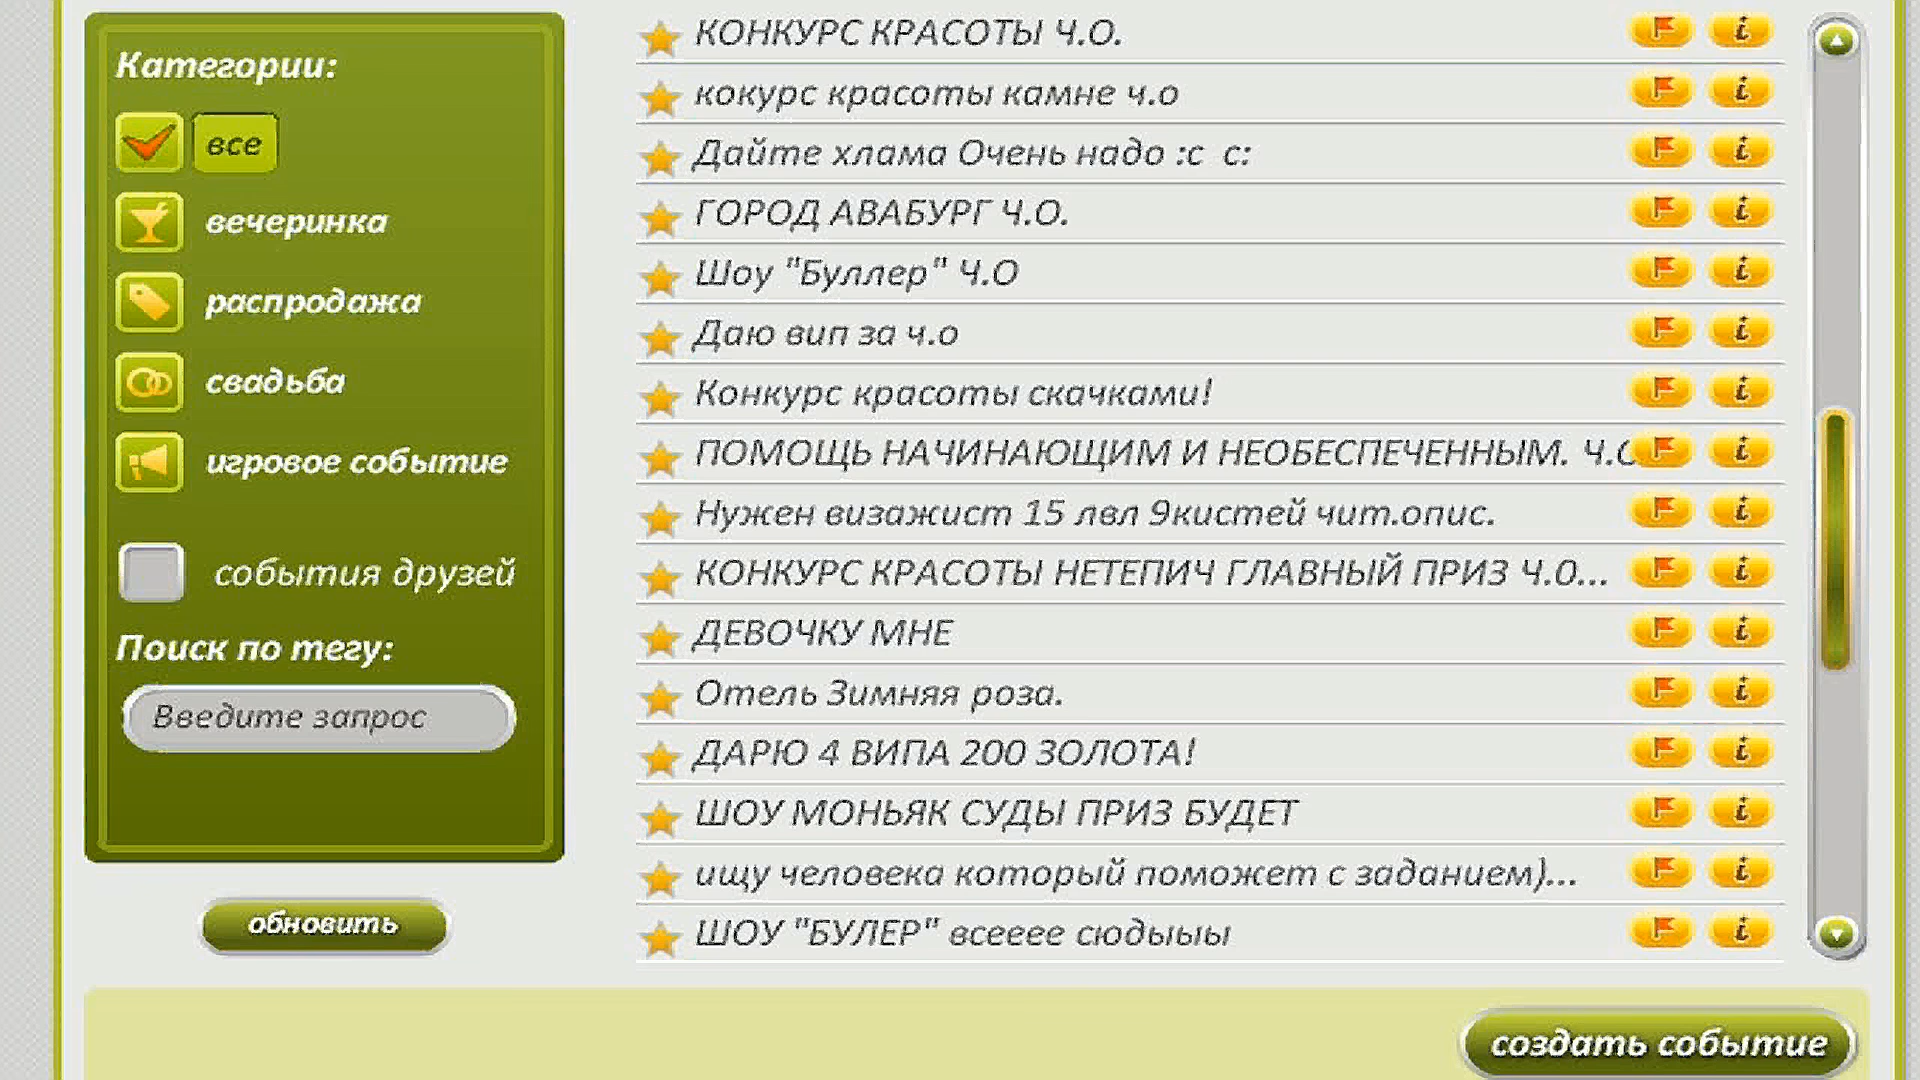 Категории:
все
вечеринка
распродажа
свадьба
игровое событие
события друзей
Поиск по тегу:
Введите запрос
обновить
КОНКУРС КРАСОТЫ Ч.О.
кокурс красоты камне ч.о
Дайте хлама Очень надо :с с:
ГОРОД АВАБУРГ Ч.О.
Шоу "Буллер" Ч.О
Даю вип за ч.о
Конкурс красоты скачками!
ПОМОЩЬ НАЧИНАЮЩИМ И НЕОБЕСПЕЧЕННЫМ. Ч.О
Нужен визажист 15 лвл 9кистей чит.опис.
КОНКУРС КРАСОТЫ НЕТЕПИЧ ГЛАВНЫЙ ПРИЗ Ч.О...
ДЕВОЧКУ МНЕ
Отель Зимняя роза.
ДАРЮ 4 ВИПА 200 ЗОЛОТА!
ШОУ МОНЬЯК СУДЫ ПРИЗ БУДЕТ
ищу человека который поможет с заданием)...
ШОУ "БУЛЕР" всееее сюдыыы
создать событие